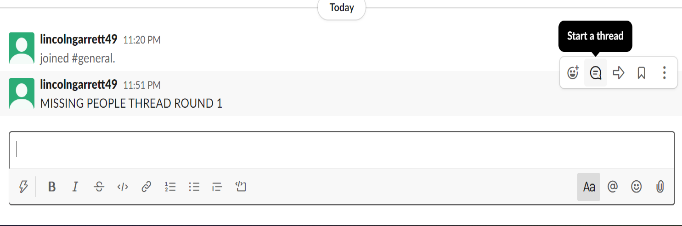 Today
lincolngarrett49 11:20 PM
joined #general.
Start a thread
lincolngarrett49 11:51 PM
MISSING PEOPLE THREAD ROUND 1
B I S </> Aa @